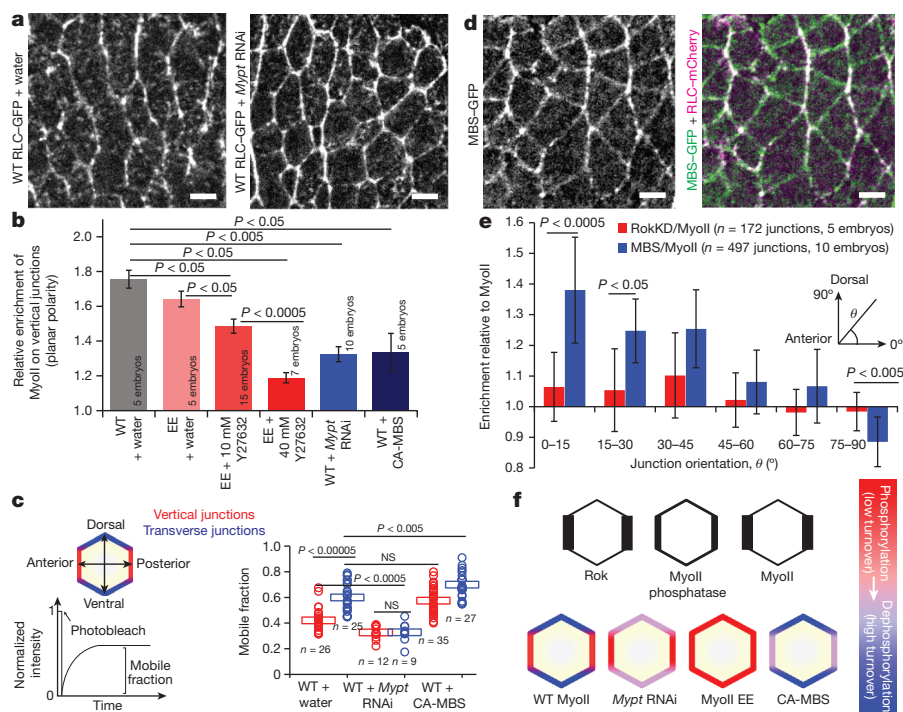 a
WT RLC–GFP + water
WT RLC–GFP + Mypt RNAi
b
P < 0.05
P < 0.005
P < 0.05
P < 0.05
P < 0.0005
Relative enrichment of
MyoII on vertical junctions
(planar polarity)
2.0
1.8
1.6
1.4
1.2
1.0
5 embryos
5 embryos
15 embryos
7 embryos
10 embryos
5 embryos
WT
+ water
EE
+ water
EE + 10 mM
Y27632
EE +
40 mM
Y27632
WT + Mypt
RNAi
WT +
CA-MBS
c
Vertical junctions
Transverse junctions
Dorsal
Anterior
Posterior
Ventral
Normalized
intensity
1
0
Photobleach
Mobile
fraction
Time
P < 0.005
P < 0.00005
NS
P < 0.0005
NS
Mobile fraction
1.0
0.8
0.6
0.4
0.2
0
n = 26
n = 25
n = 12
n = 9
n = 35
n = 27
WT +
water
WT + Mypt
RNAi
WT +
CA-MBS
d
MBS–GFP
MBS–GFP + RLC–mCherry
e
P < 0.0005
RokKD/MyoII (n = 172 junctions, 5 embryos)
MBS/MyoII (n = 497 junctions, 10 embryos)
P < 0.05
P < 0.005
Dorsal
90º
θ
Anterior
0º
Enrichment relative to MyoII
1.6
1.5
1.4
1.3
1.2
1.1
1.0
0.9
0.8
0–15
15–30
30–45
45–60
60–75
75–90
Junction orientation, θ (º)
f
Rok
MyoII
phosphatase
MyoII
WT MyoII
Mypt RNAi
MyoII EE
CA-MBS
Phosphorylation
(low turnover)
Dephosphorylation
(high turnover)